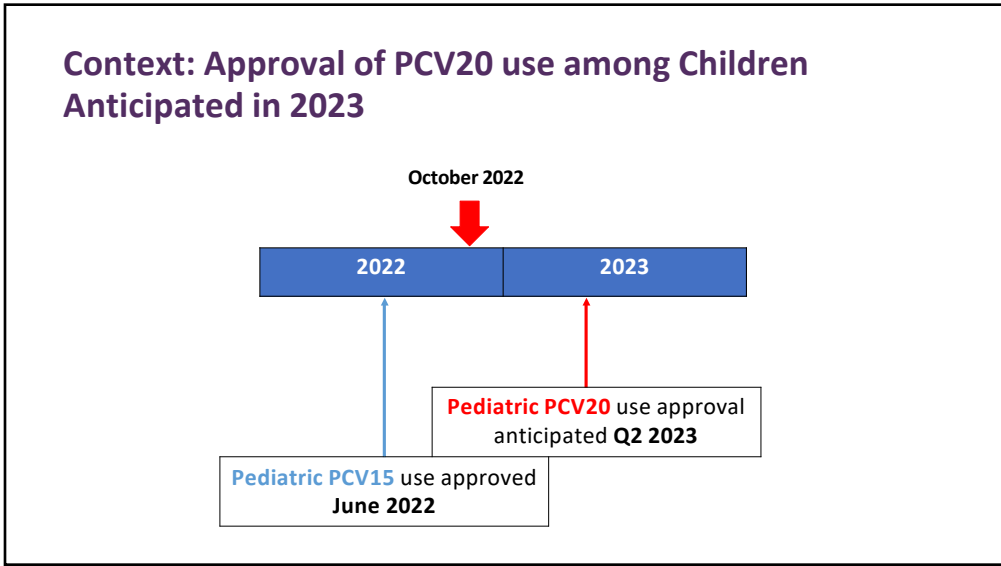 Context: Approval of PCV20 use among Children
Anticipated in 2023
October 2022
2022
2023
Pediatric PCV20 use approval
anticipated Q2 2023
Pediatric PCV15 use approved
June 2022